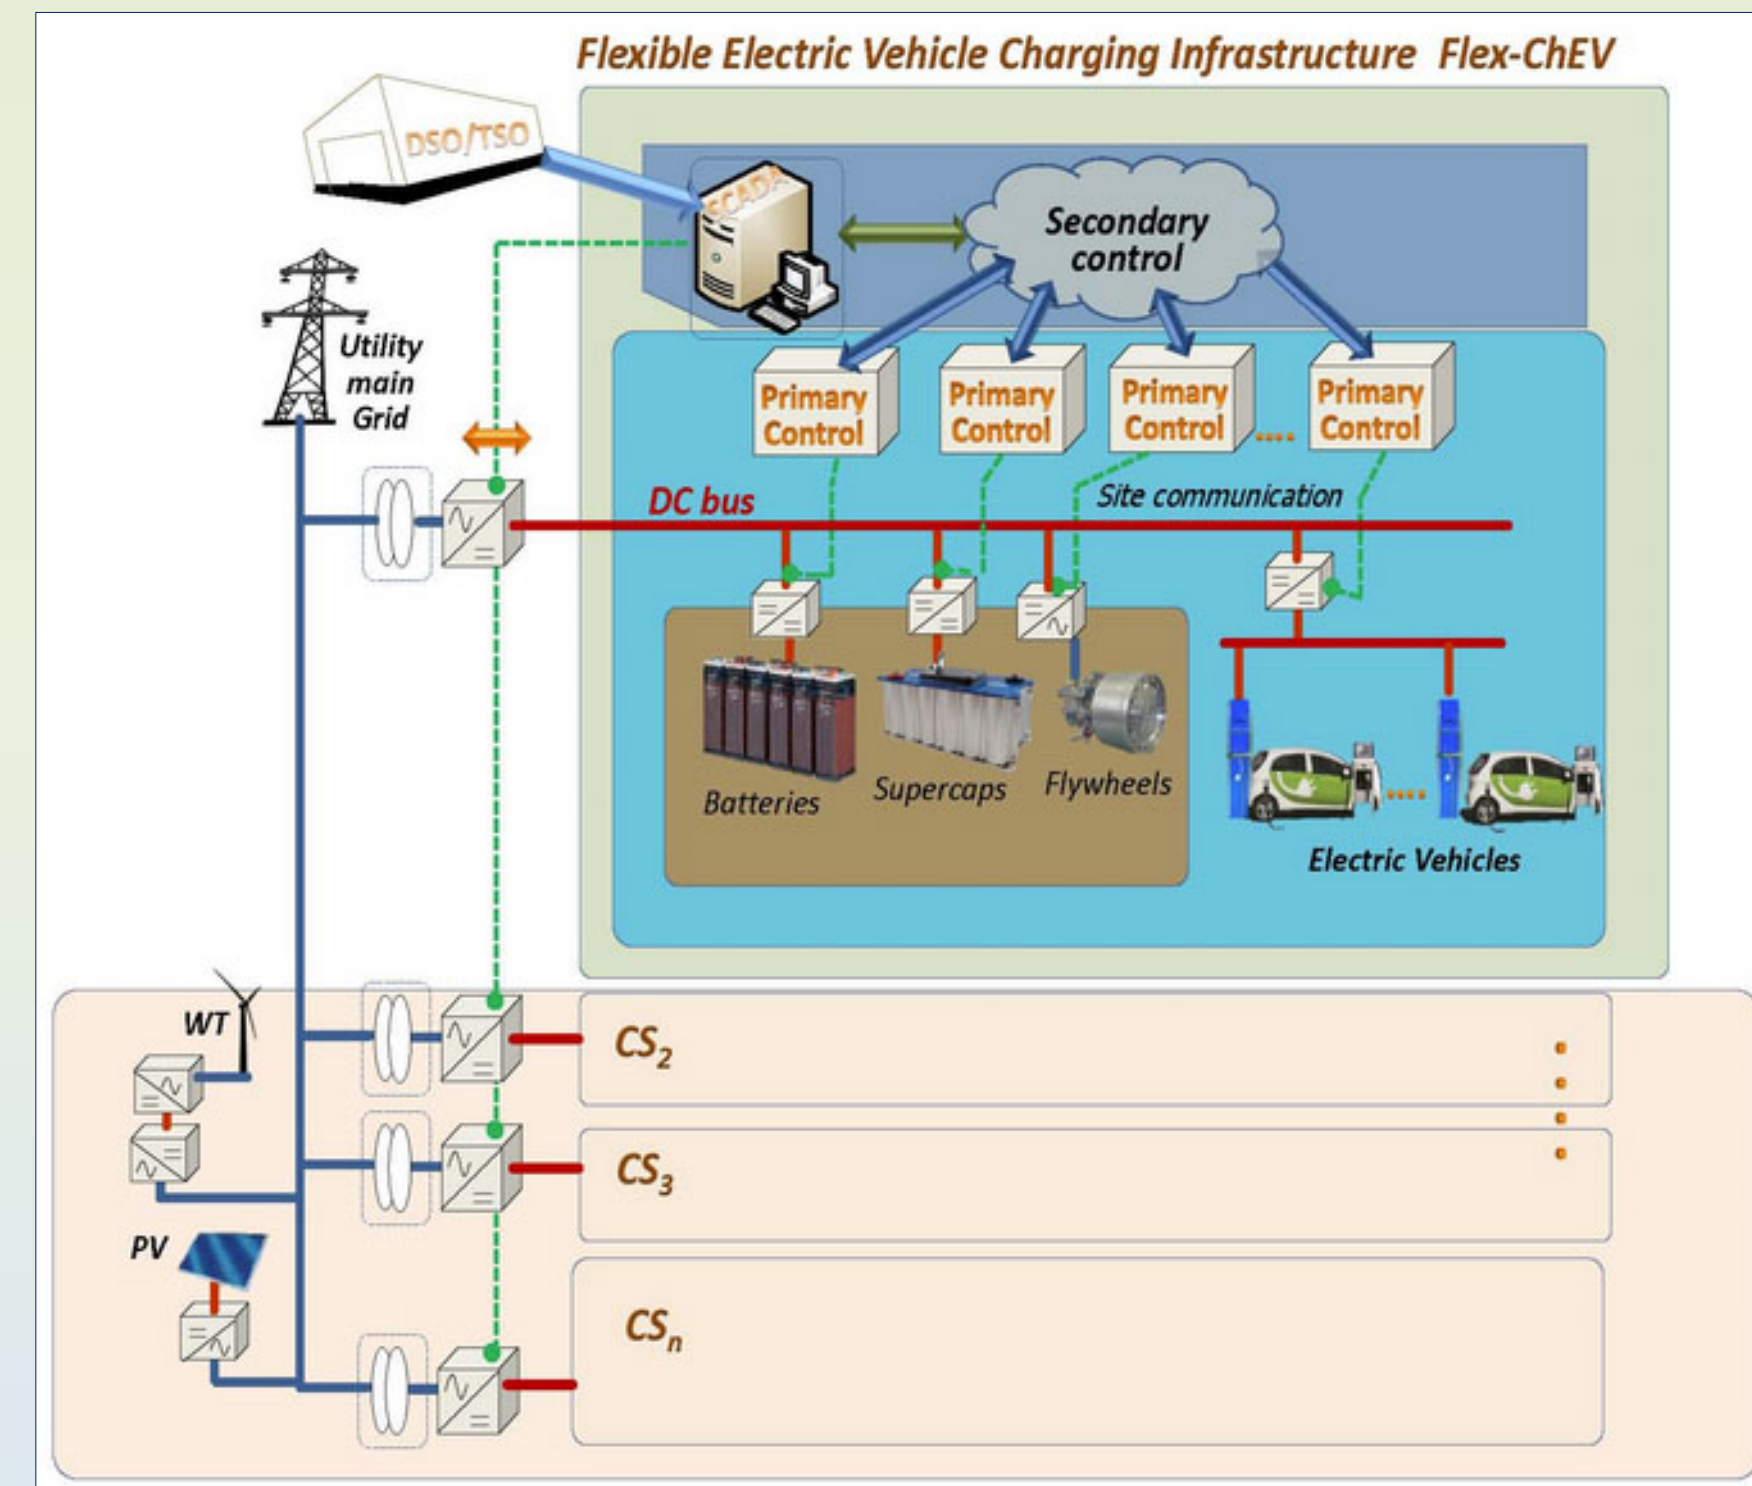 Flexible Electric Vehicle Charging Infrastructure Flex-ChEV
DSO/TSO
SCADA
Secondary
control
Utility
main
Grid
Primary
Control
Primary
Control
Primary
Control
....
Primary
Control
DC bus
Site communication
Batteries
Supercaps
Flywheels
....
Electric Vehicles
WT
CS2
CS3
PV
CSn